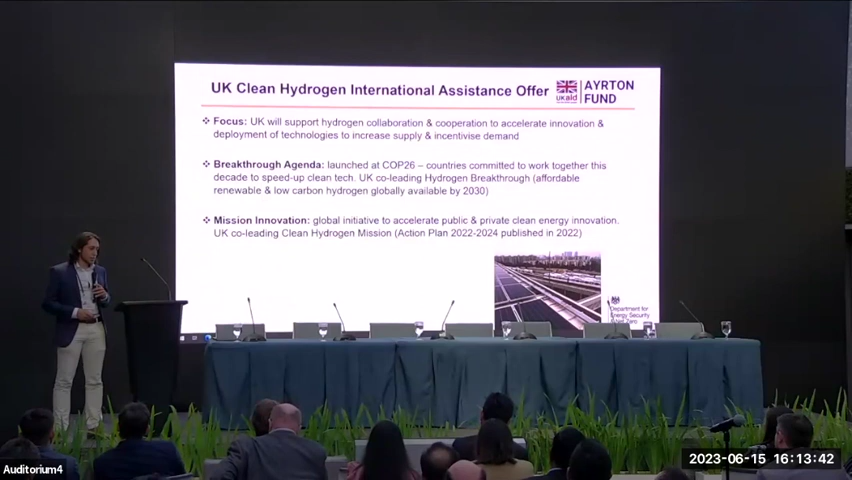 UK Clean Hydrogen International Assistance Offer
ukaid
AYRTON
FUND
❖ Focus: UK will support hydrogen collaboration & cooperation to accelerate innovation &
deployment of technologies to increase supply & incentivise demand
❖ Breakthrough Agenda: launched at COP26 – countries committed to work together this
decade to speed-up clean tech. UK co-leading Hydrogen Breakthrough (affordable
renewable & low carbon hydrogen globally available by 2030)
❖ Mission Innovation: global initiative to accelerate public & private clean energy innovation.
UK co-leading Clean Hydrogen Mission (Action Plan 2022-2024 published in 2022)
Department for
Energy Security
& Net Zero
Auditorium4
2023-06-15 16:13:42